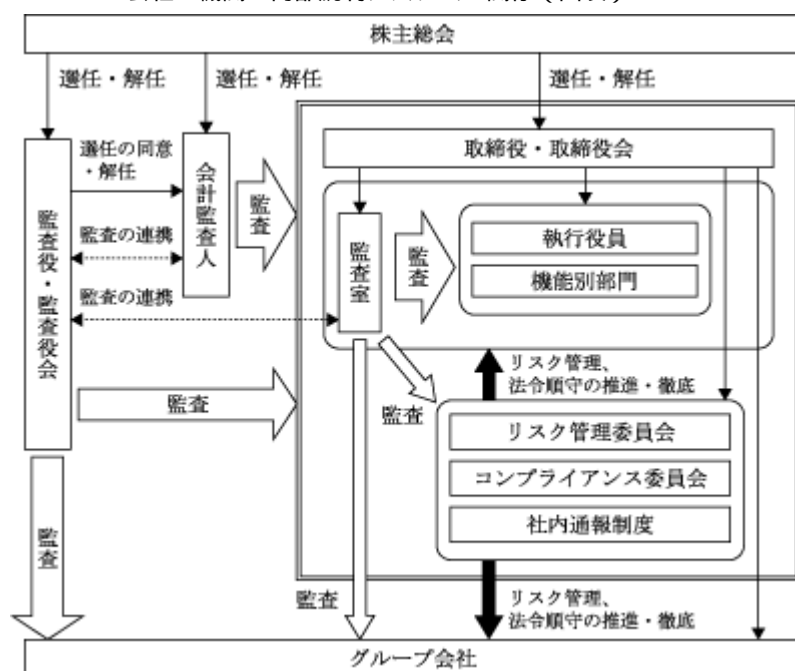 株主総会
選任・解任
選任・解任
選任・解任
取締役・取締役会
選任の同意
・解任
会計監査人
監査
監査の連携
監査の連携
監査役・監査役会
監査室
監査
執行役員
機能別部門
リスク管理、
法令順守の推進・徹底
監査
監査
リスク管理委員会
コンプライアンス委員会
社内通報制度
監査
監査
リスク管理、
法令順守の推進・徹底
グループ会社